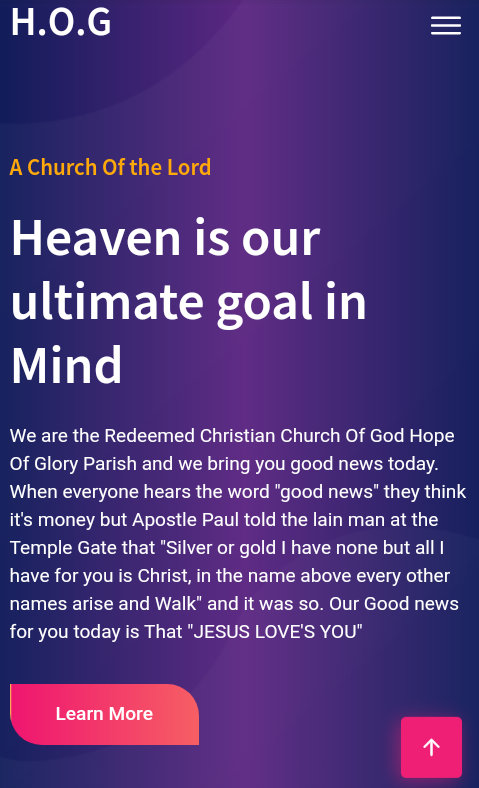 H.O.G
A Church Of the Lord
Heaven is our
ultimate goal in
Mind
We are the Redeemed Christian Church Of God Hope
Of Glory Parish and we bring you good news today.
When everyone hears the word "good news" they think
it's money but Apostle Paul told the lain man at the
Temple Gate that "Silver or gold I have none but all I
have for you is Christ, in the name above every other
names arise and Walk" and it was so. Our Good news
for you today is That "JESUS LOVE'S YOU"
Learn More